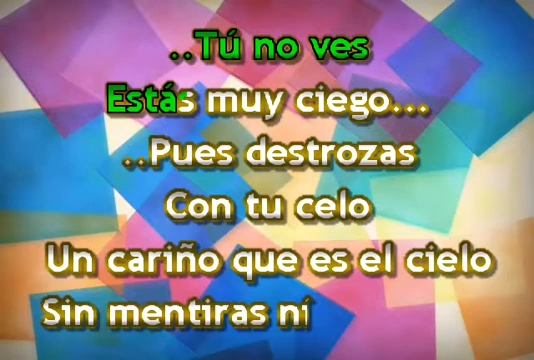 ..Tú no ves
Estás muy ciego...
..Pues destrozas
Con tu celo
Un cariño que es el cielo
Sin mentiras ní